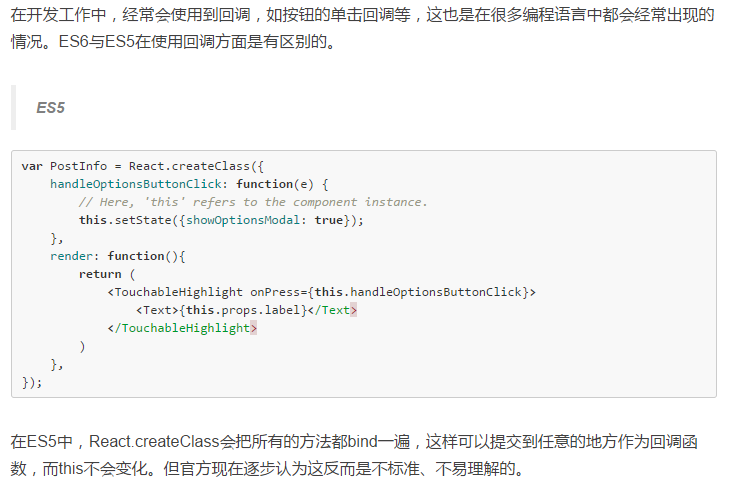 在开发工作中，经常会使用到回调，如按钮的单击回调等，这也是在很多编程语言中都会经常出现的
情况。ES6与ES5在使用回调方面是有区别的。
ES5
var PostInfo = React.createClass({
    handleOptionsButtonClick: function(e) {
        // Here, 'this' refers to the component instance.
        this.setState({showOptionsModal: true});
    },
    render: function(){
        return (
            <TouchableHighlight onPress={this.handleOptionsButtonClick}>
                <Text>{this.props.label}</Text>
            </TouchableHighlight>
        )
    },
});
在ES5中，React.createClass会把所有的方法都bind一遍，这样可以提交到任意的地方作为回调函
数，而this不会变化。但官方现在逐步认为这反而是不标准、不易理解的。